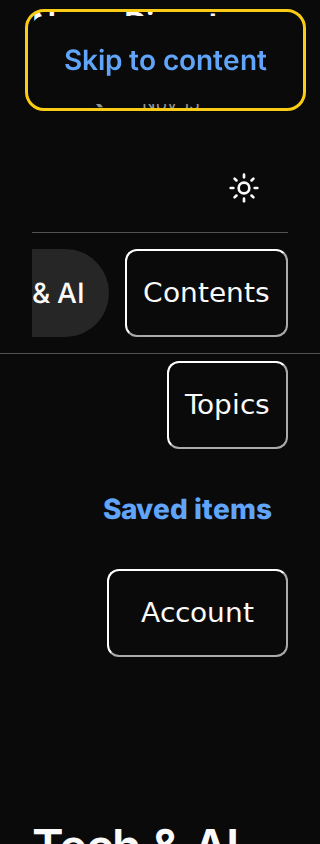 Skip to content
& AI
Contents
Topics
Saved items
Account
Tech & AI